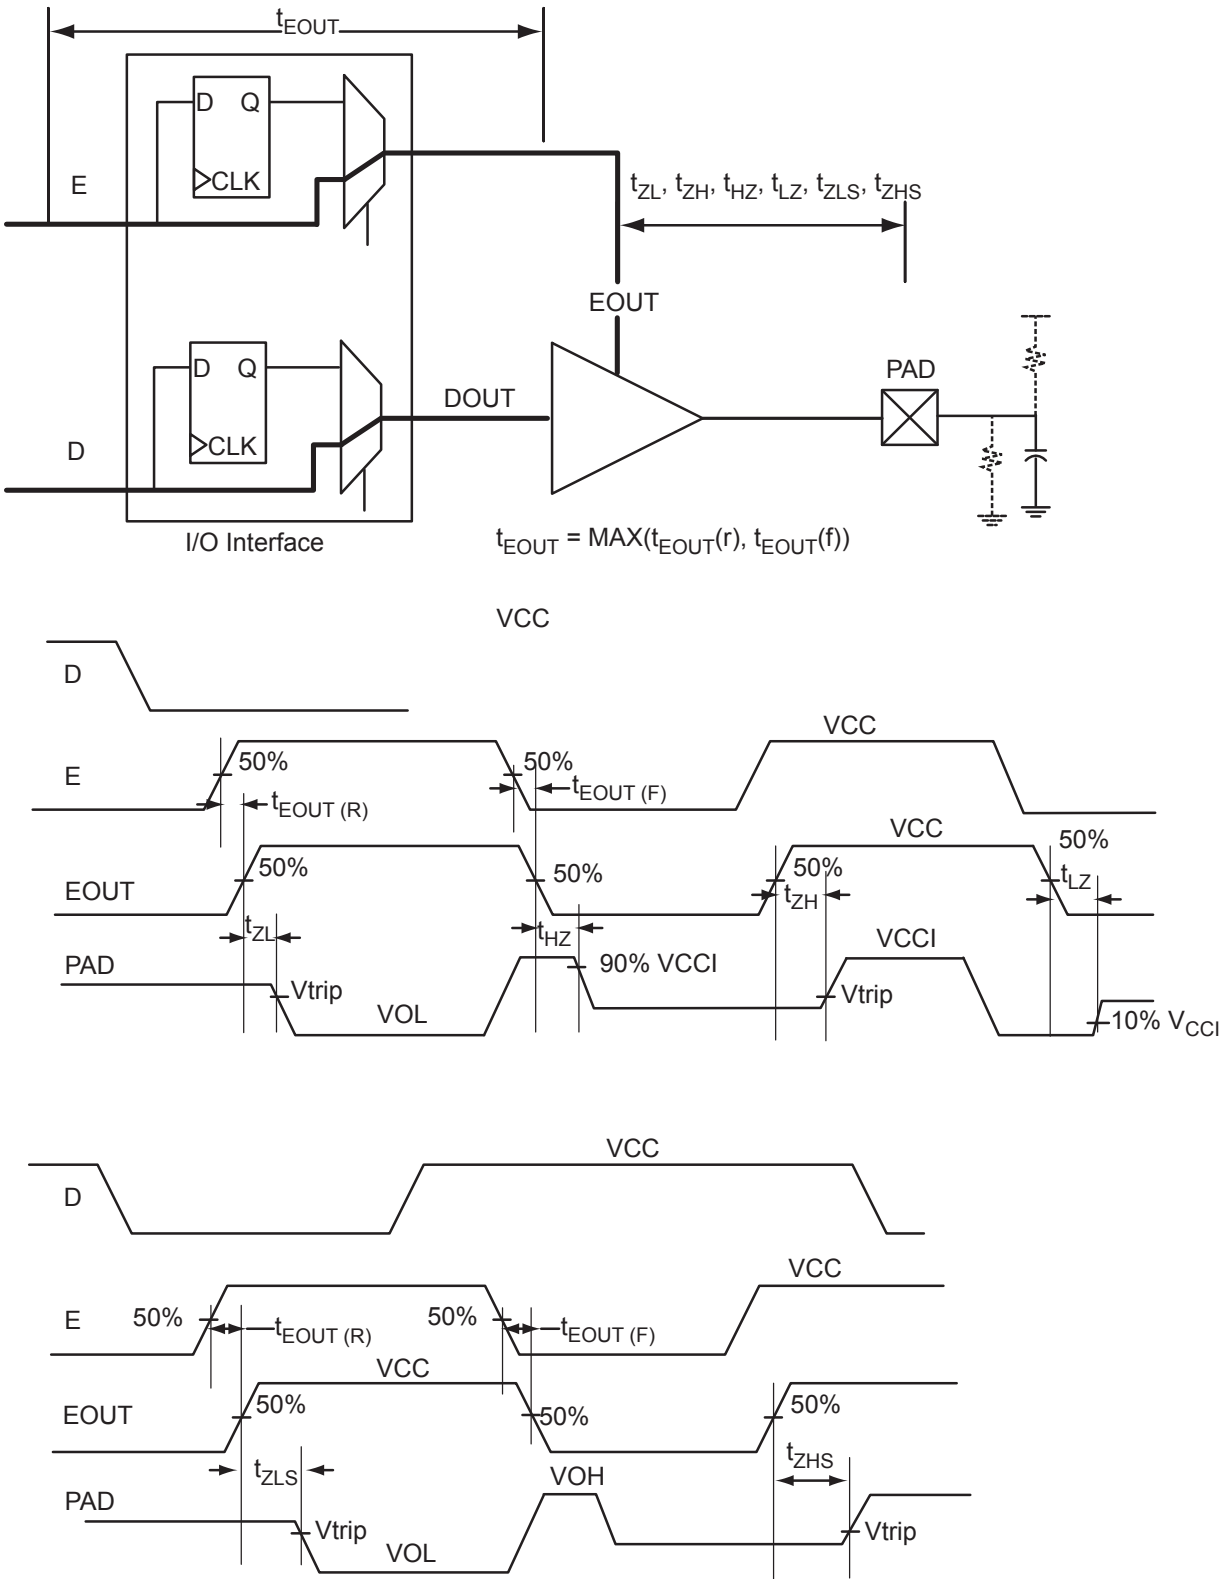 tEOUT
D Q
CLK
E
tZL, tZH, tHZ, tLZ, tZLS, tZHS
EOUT
D Q
CLK
DOUT
PAD
D
I/O Interface
tEOUT = MAX(tEOUT(r), tEOUT(f))
VCC
D
VCC
50%
50%
E
tEOUT (R)
tEOUT (F)
VCC
50%
50%
50%
50%
EOUT
tZL
tHZ
tZH
tLZ
VCCI
PAD
90% VCCI
Vtrip
Vtrip
VOL
10% VCCI
VCC
D
VCC
E
50%
50%
tEOUT (R)
tEOUT (F)
VCC
EOUT
50%
50%
50%
tZLS
VOH
tZHS
PAD
Vtrip
Vtrip
VOL